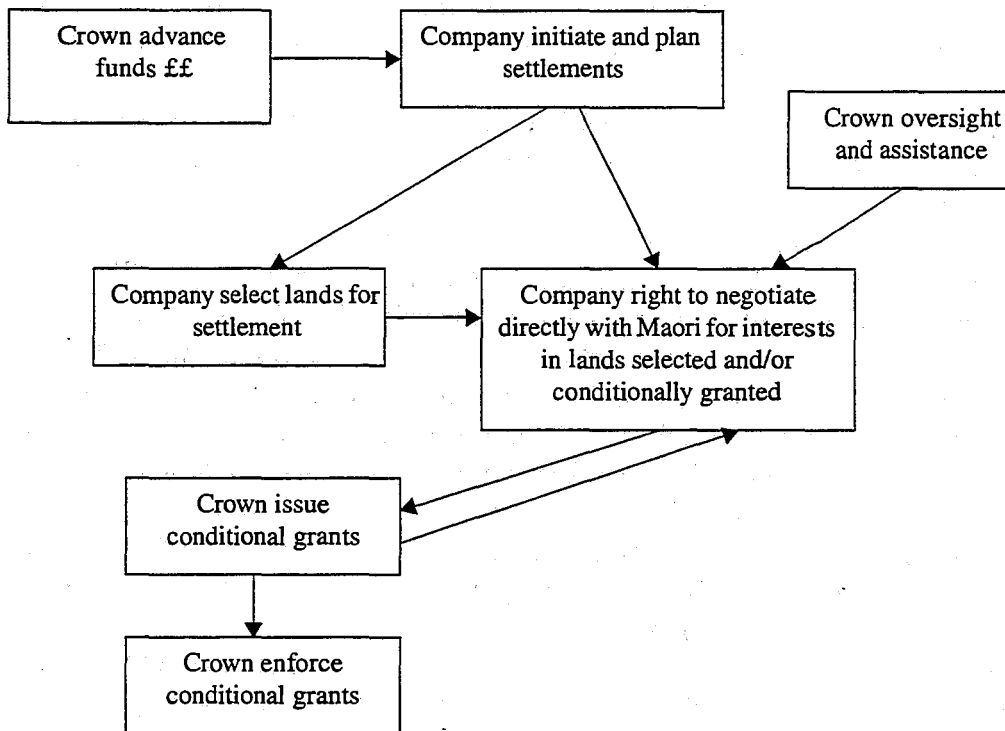 Crown advance
funds ££
Company initiate and plan
settlements
Crown oversight
and assistance
Company select lands for
settlement
Company right to negotiate
directly with Maori for interests
in lands selected and/or
conditionally granted
Crown issue
conditional grants
Crown enforce
conditional grants